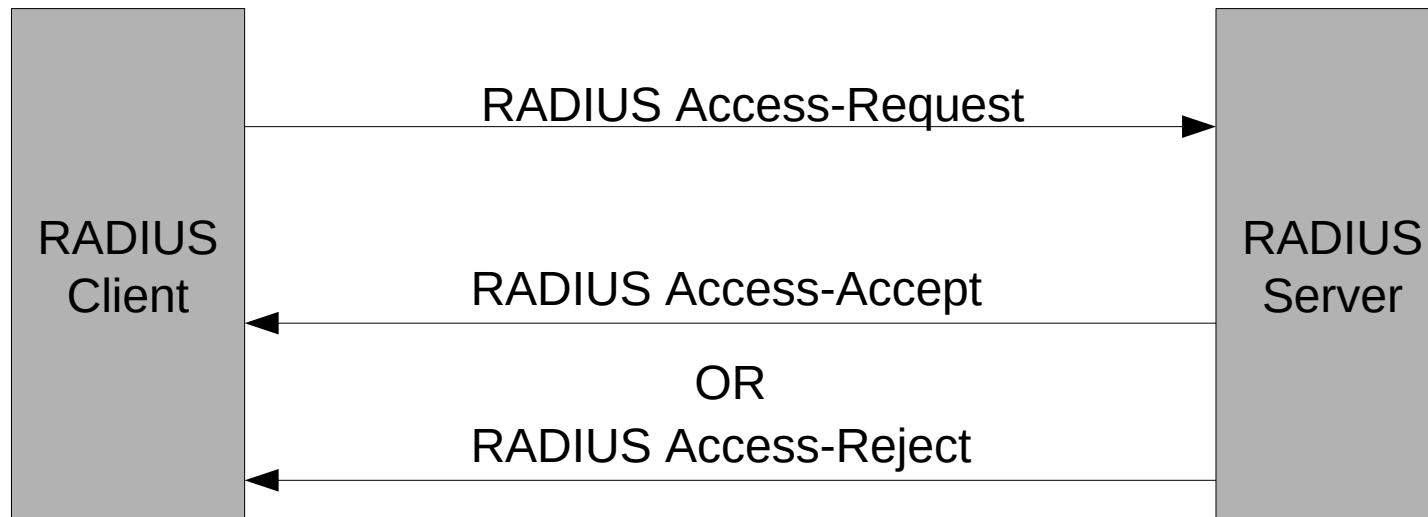 RADIUS Access-Request
RADIUS
Client
RADIUS
Server
RADIUS Access-Accept
OR
RADIUS Access-Reject